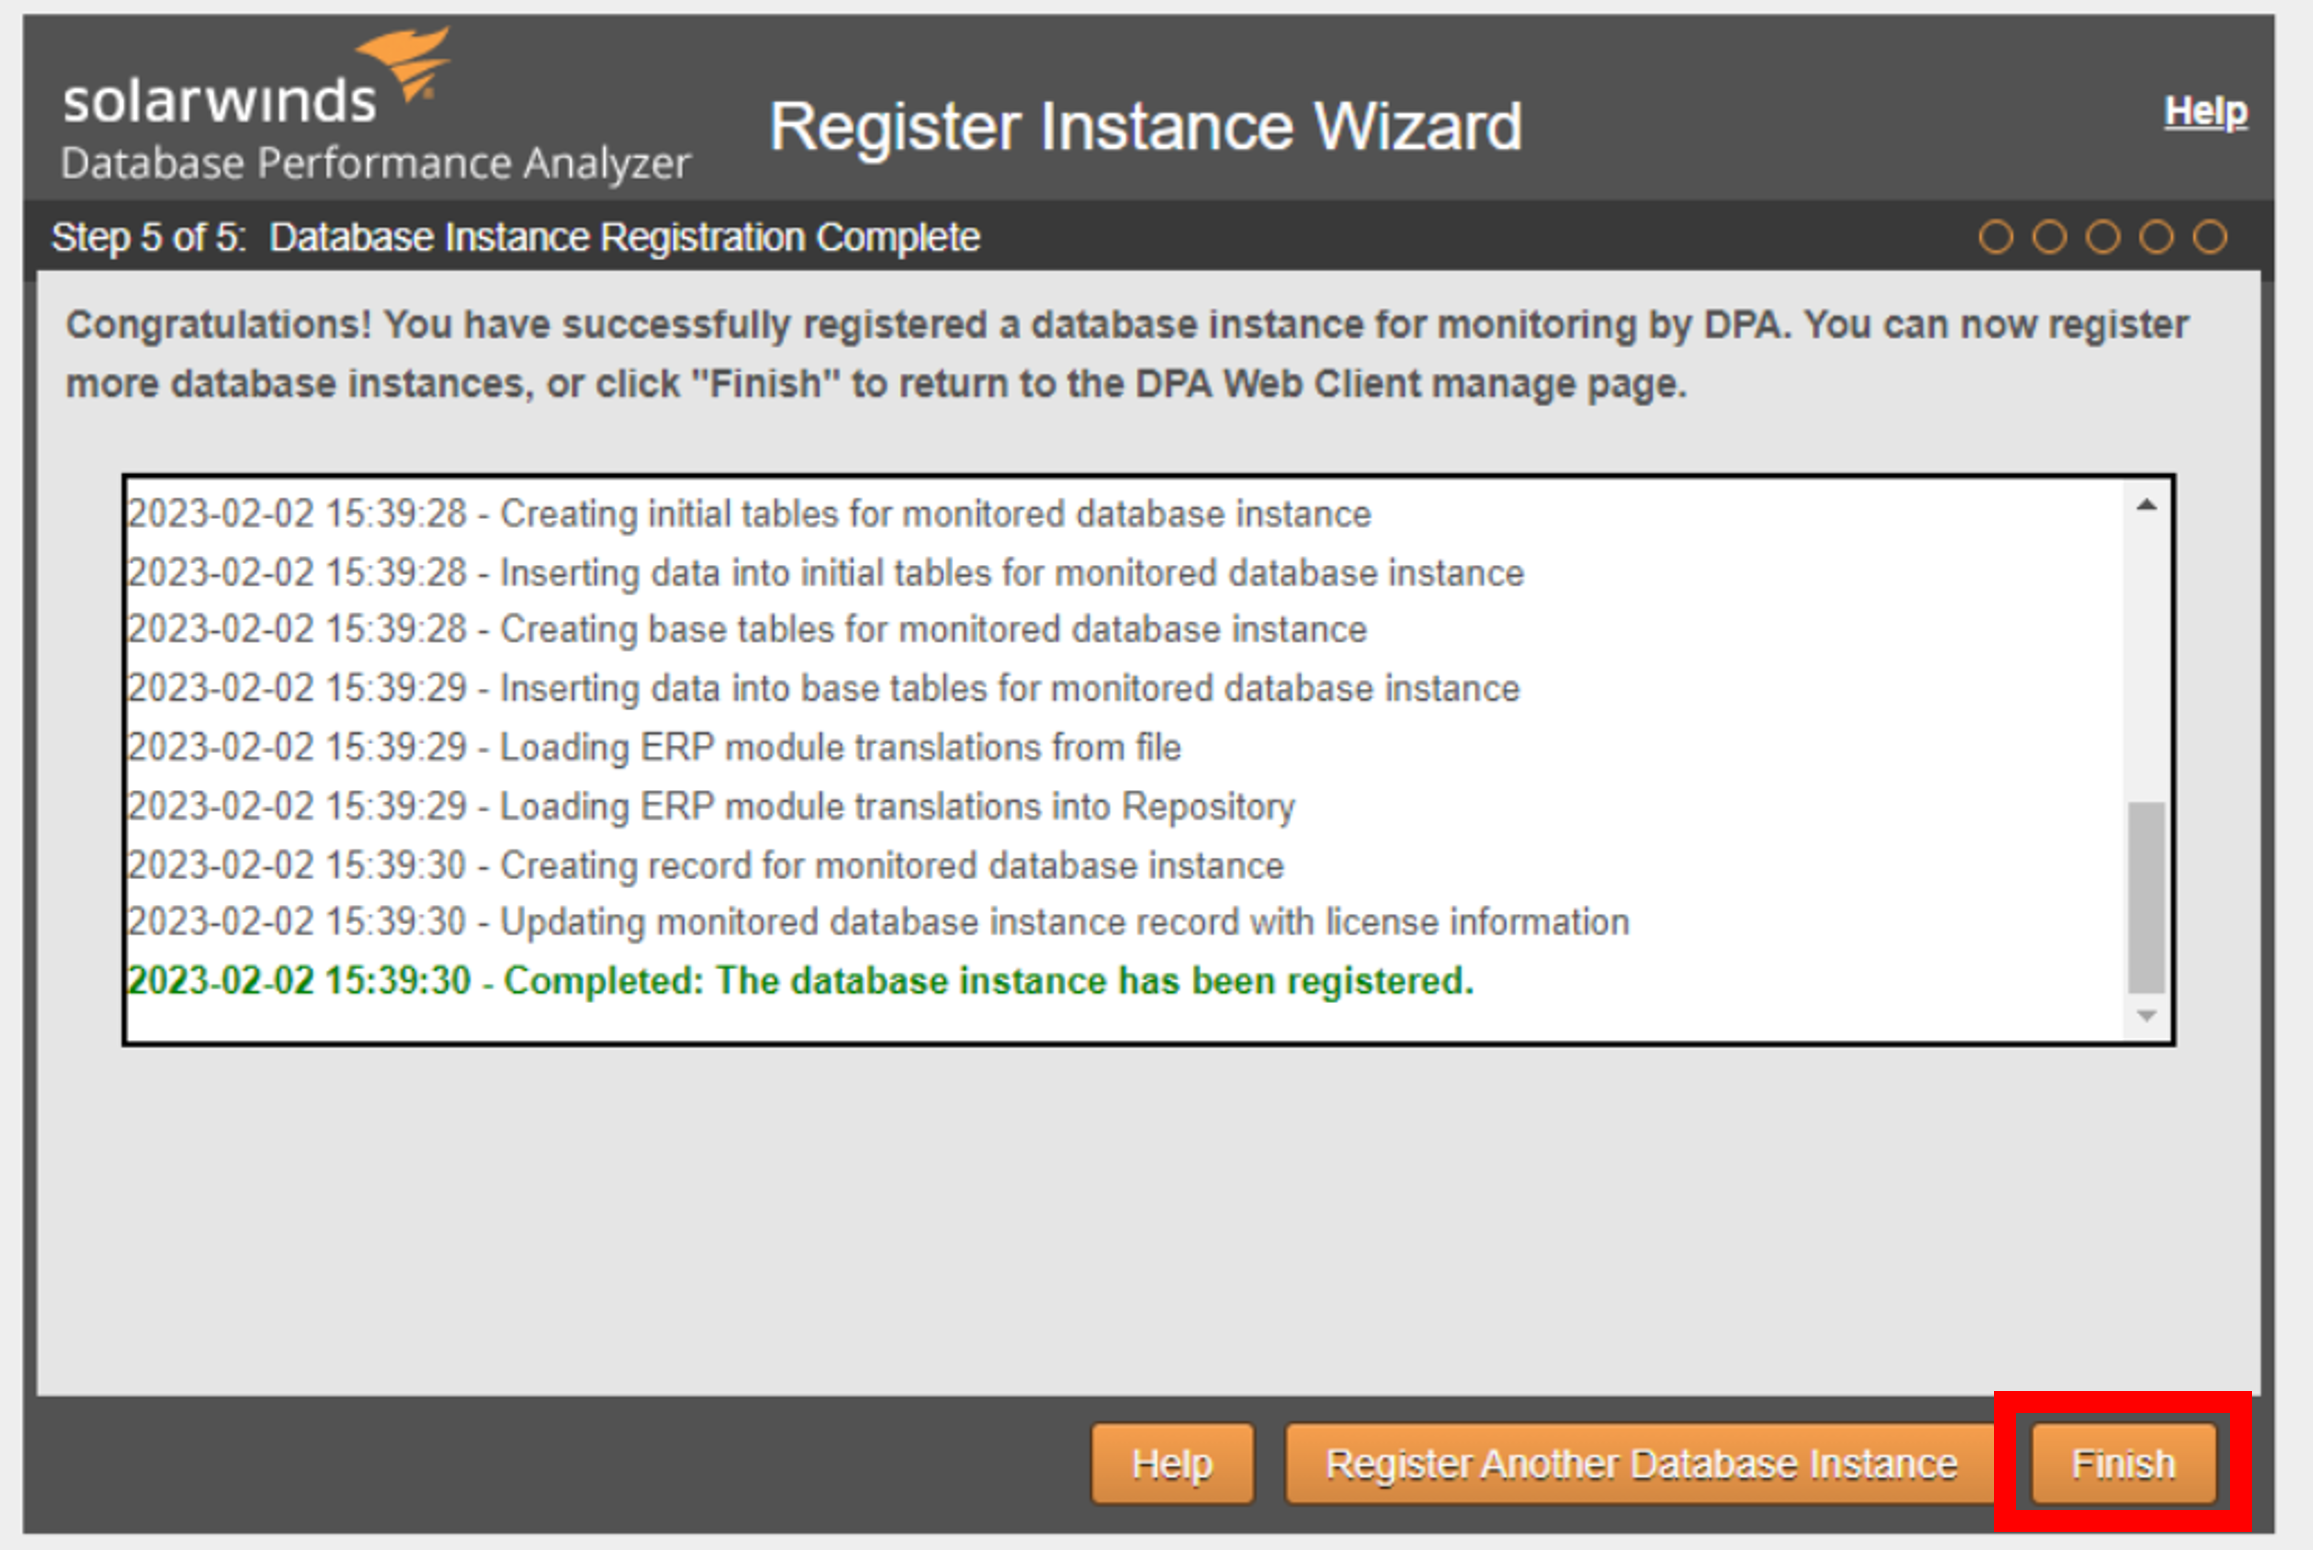 solarwinds
Database Performance Analyzer
Register Instance Wizard
Help
Step 5 of 5: Database Instance Registration Complete
Congratulations! You have successfully registered a database instance for monitoring by DPA. You can now register
more database instances, or click "Finish" to return to the DPA Web Client manage page.
2023-02-02 15:39:28 - Creating initial tables for monitored database instance
2023-02-02 15:39:28 - Inserting data into initial tables for monitored database instance
2023-02-02 15:39:28 - Creating base tables for monitored database instance
2023-02-02 15:39:29 - Inserting data into base tables for monitored database instance
2023-02-02 15:39:29 - Loading ERP module translations from file
2023-02-02 15:39:29 - Loading ERP module translations into Repository
2023-02-02 15:39:30 - Creating record for monitored database instance
2023-02-02 15:39:30 - Updating monitored database instance record with license information
2023-02-02 15:39:30 - Completed: The database instance has been registered.
Help
Register Another Database Instance
Finish